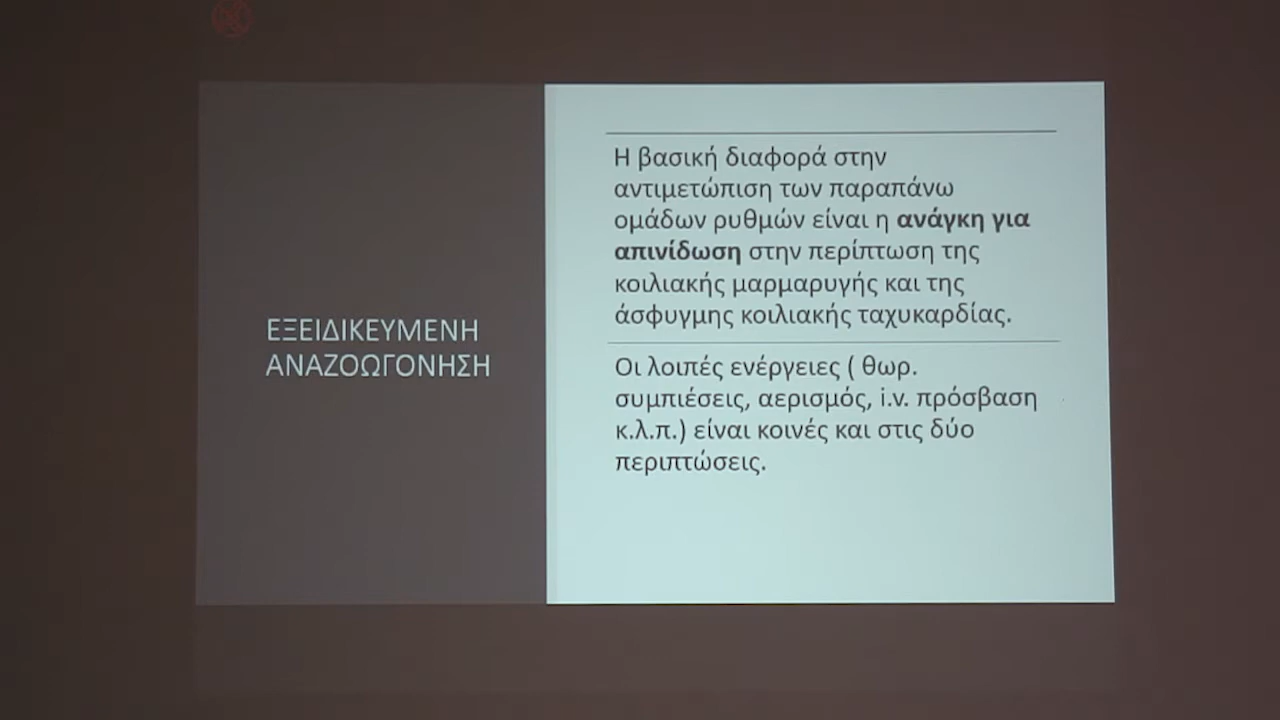 ΕΞΕΙΔΙΚΕΥΜΕΝΗ
ΑΝΑΖΟΩΓΟΝΗΣΗ
Η βασική διαφορά στην
αντιμετώπιση των παραπάνω
ομάδων ρυθμών είναι η ανάγκη για
απινίδωση στην περίπτωση της
κοιλιακής μαρμαρυγής και της
άσφυγμης κοιλιακής ταχυκαρδίας.
Οι λοιπές ενέργειες ( θωρ.
συμπιέσεις, αερισμός, i.v. πρόσβαση
κ.λ.π.) είναι κοινές και στις δύο
περιπτώσεις.